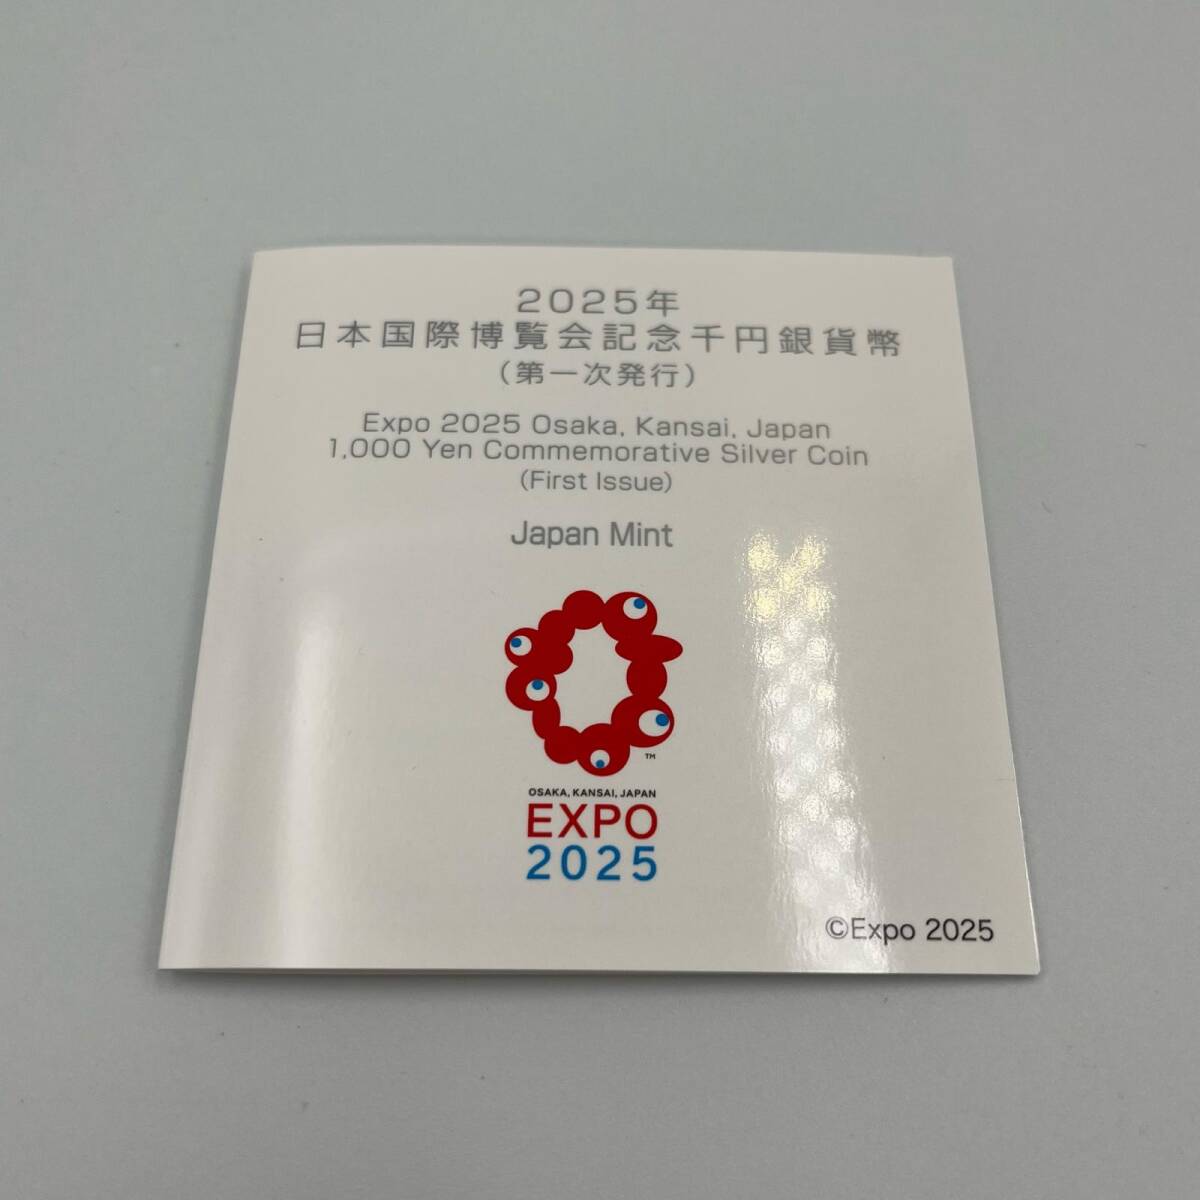 2025年
日本国際博覧会記念千円銀貨幣
(第一次発行)
Expo 2025 Osaka, Kansai, Japan
1,000 Yen Commemorative Silver Coin
(First Issue)
Japan Mint
TM
OSAKA, KANSAI, JAPAN
EXPO
2025
©Expo 2025